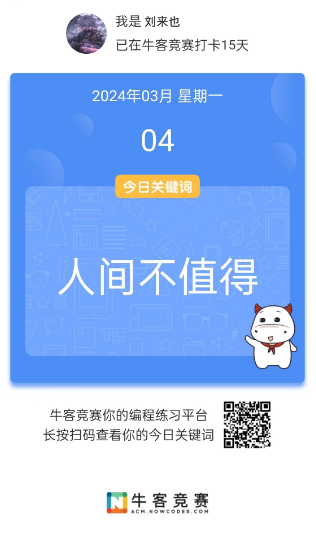 我是 刘来也
已在牛客竞赛打卡15天
2024年03月 星期一
04
今日关键词
人间不值得
牛客竞赛你的编程练习平台
长按扫码查看你的今日关键词
牛客竞赛
ACM.NOWCODER.COM